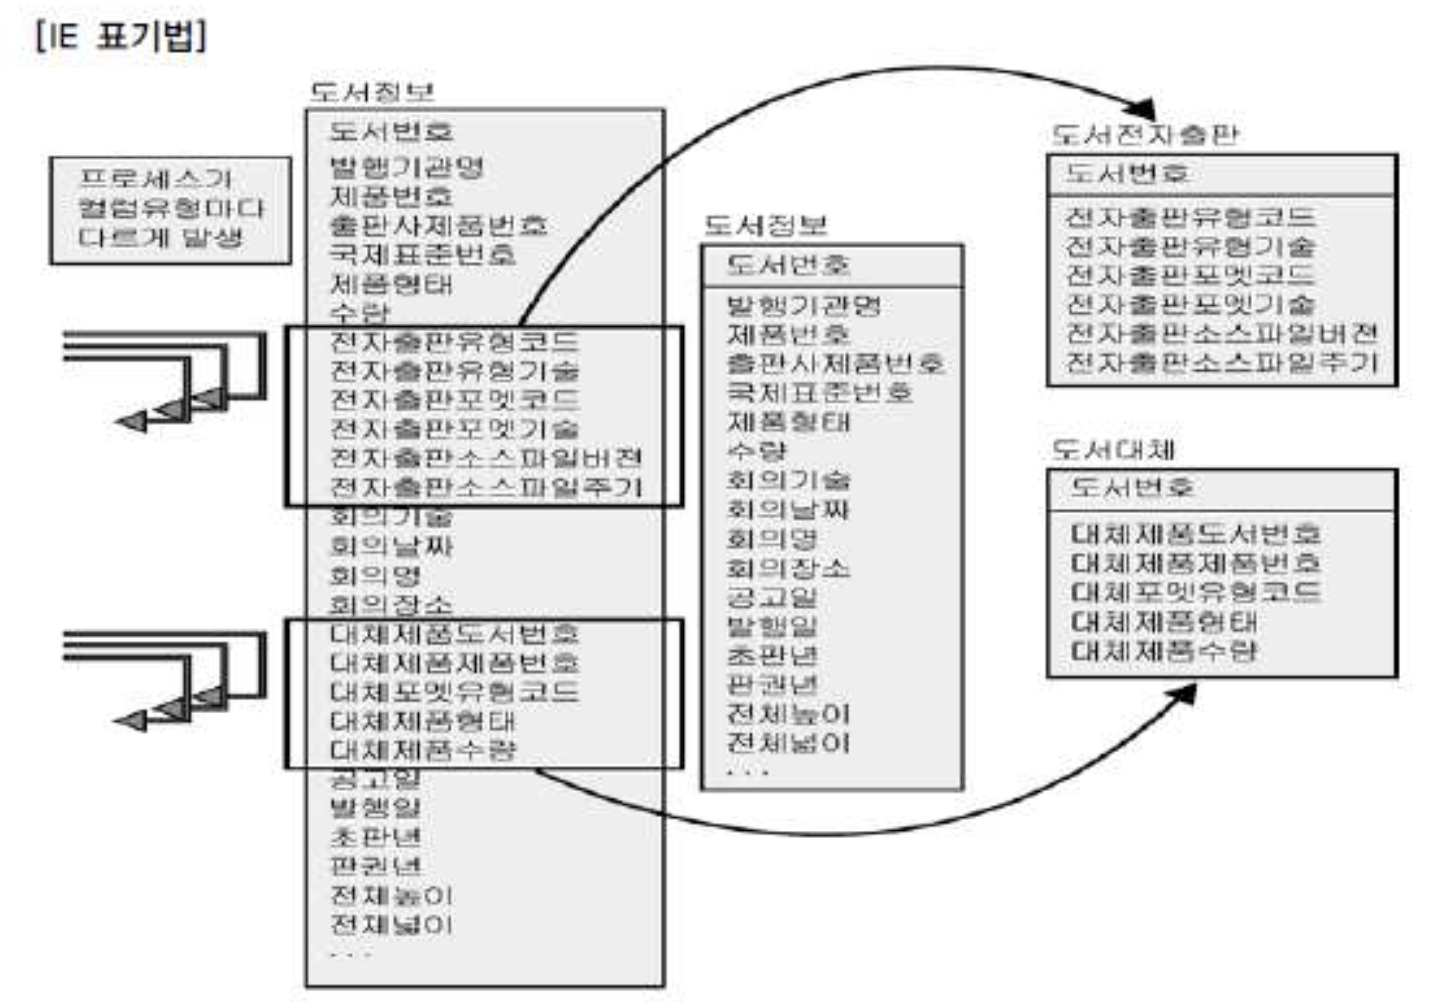 [IE 표기법]
프로세스가
컬럼유형마다
다르게 발생
도서정보
도서번호
발행기관명
제품번호
출판사제품번호
국제표준번호
제품형태
수량
전자출판유형코드
전자출판유형기술
전자출판포멧코드
전자출판포멧기술
전자출판소스파일버젼
전자출판소스파일주기
회의기술
회의날짜
회의명
회의장소
대체제품도서번호
대체제품제품번호
대체포멧유형코드
대체제품형태
대체제품수량
공고일
발행일
초판년
판권년
전체높이
전체넓이
...
도서정보
도서번호
발행기관명
제품번호
출판사제품번호
국제표준번호
제품형태
수량
회의기술
회의날짜
회의명
회의장소
공고일
발행일
초판년
판권년
전체높이
전체넓이
...
도서전자출판
도서번호
전자출판유형코드
전자출판유형기술
전자출판포멧코드
전자출판포멧기술
전자출판소스파일버젼
전자출판소스파일주기
도서대체
도서번호
대체제품도서번호
대체제품제품번호
대체포멧유형코드
대체제품형태
대체제품수량